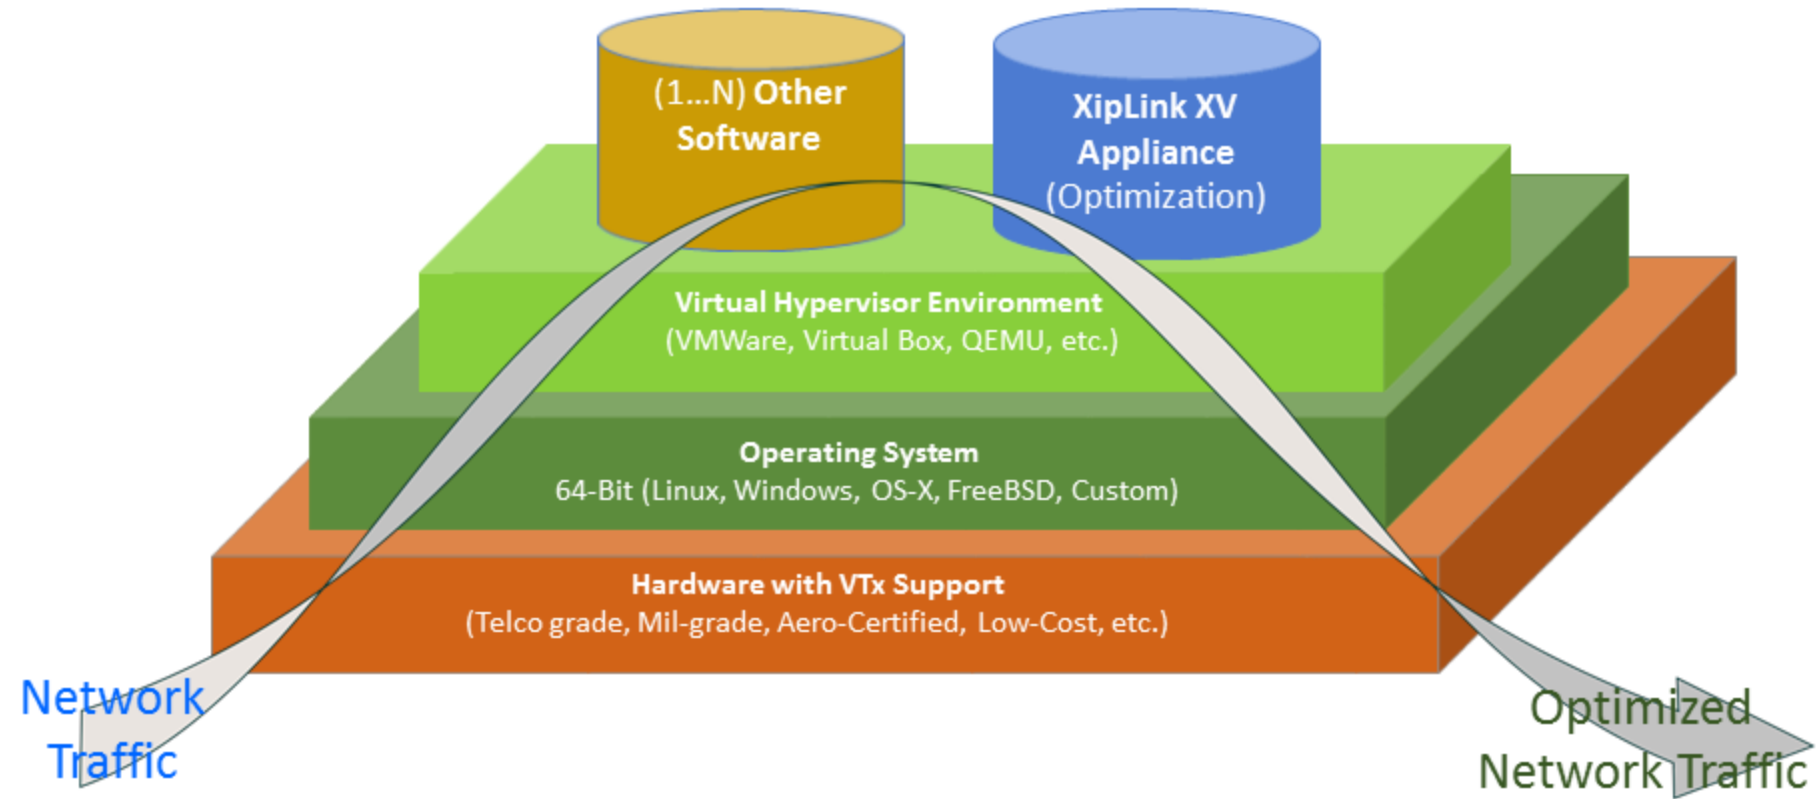 (1...N) Other
Software
XipLink XV
Appliance
(Optimization)
Virtual Hypervisor Environment
(VMWare, Virtual Box, QEMU, etc.)
Operating System
64-Bit (Linux, Windows, OS-X, FreeBSD, Custom)
Hardware with VTx Support
(Telco grade, Mil-grade, Aero-Certified, Low-Cost, etc.)
Network
Traffic
Optimized
Network Traffic